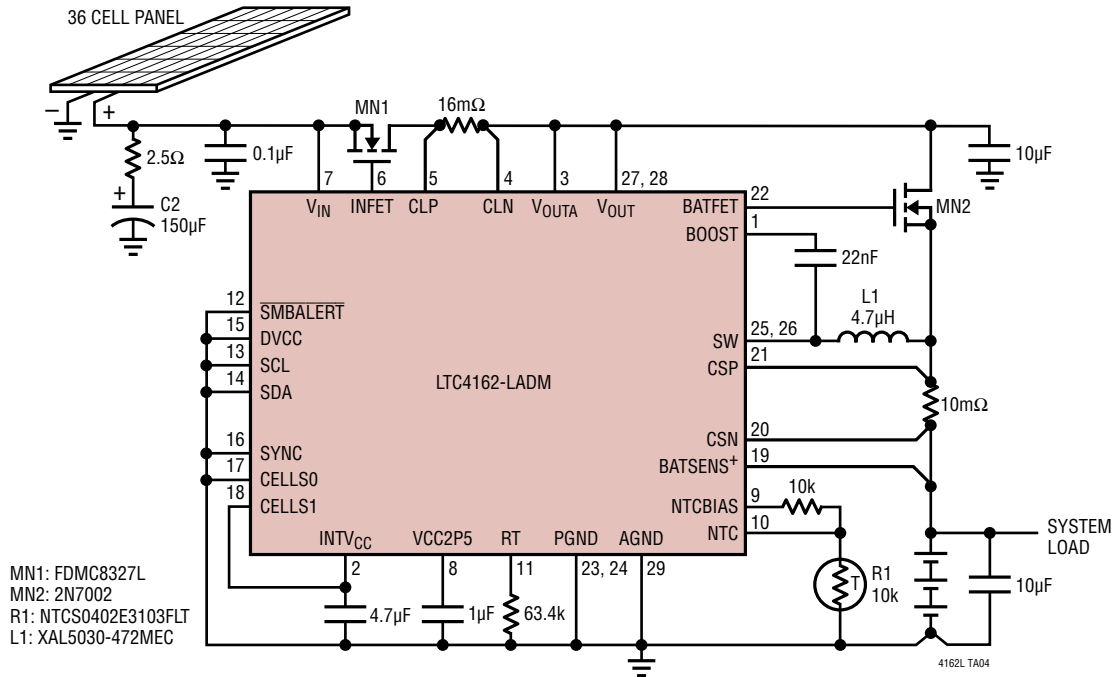 36 CELL PANEL
−
+
2.5Ω
+
C2
150µF
0.1µF
MN1
16mΩ
10µF
7
6
5
4
3
27, 28
VIN
INFET
CLP
CLN
VOUTA
VOUT
BATFET
22
MN2
BOOST
1
22nF
L1
4.7µH
12
SMBALERT
15
DVCC
13
SCL
14
SDA
16
SYNC
17
CELLS0
18
CELLS1
LTC4162-LADM
SW
25, 26
CSP
21
10mΩ
CSN
20
BATSENS+
19
NTCBIAS
9
10k
NTC
10
SYSTEM
LOAD
T
R1
10k
10µF
INTVCC
VCC2P5
RT
PGND
AGND
2
8
11
23, 24
29
4.7µF
1µF
63.4k
MN1: FDMC8327L
MN2: 2N7002
R1: NTCS0402E3103FLT
L1: XAL5030-472MEC
4162L TA04